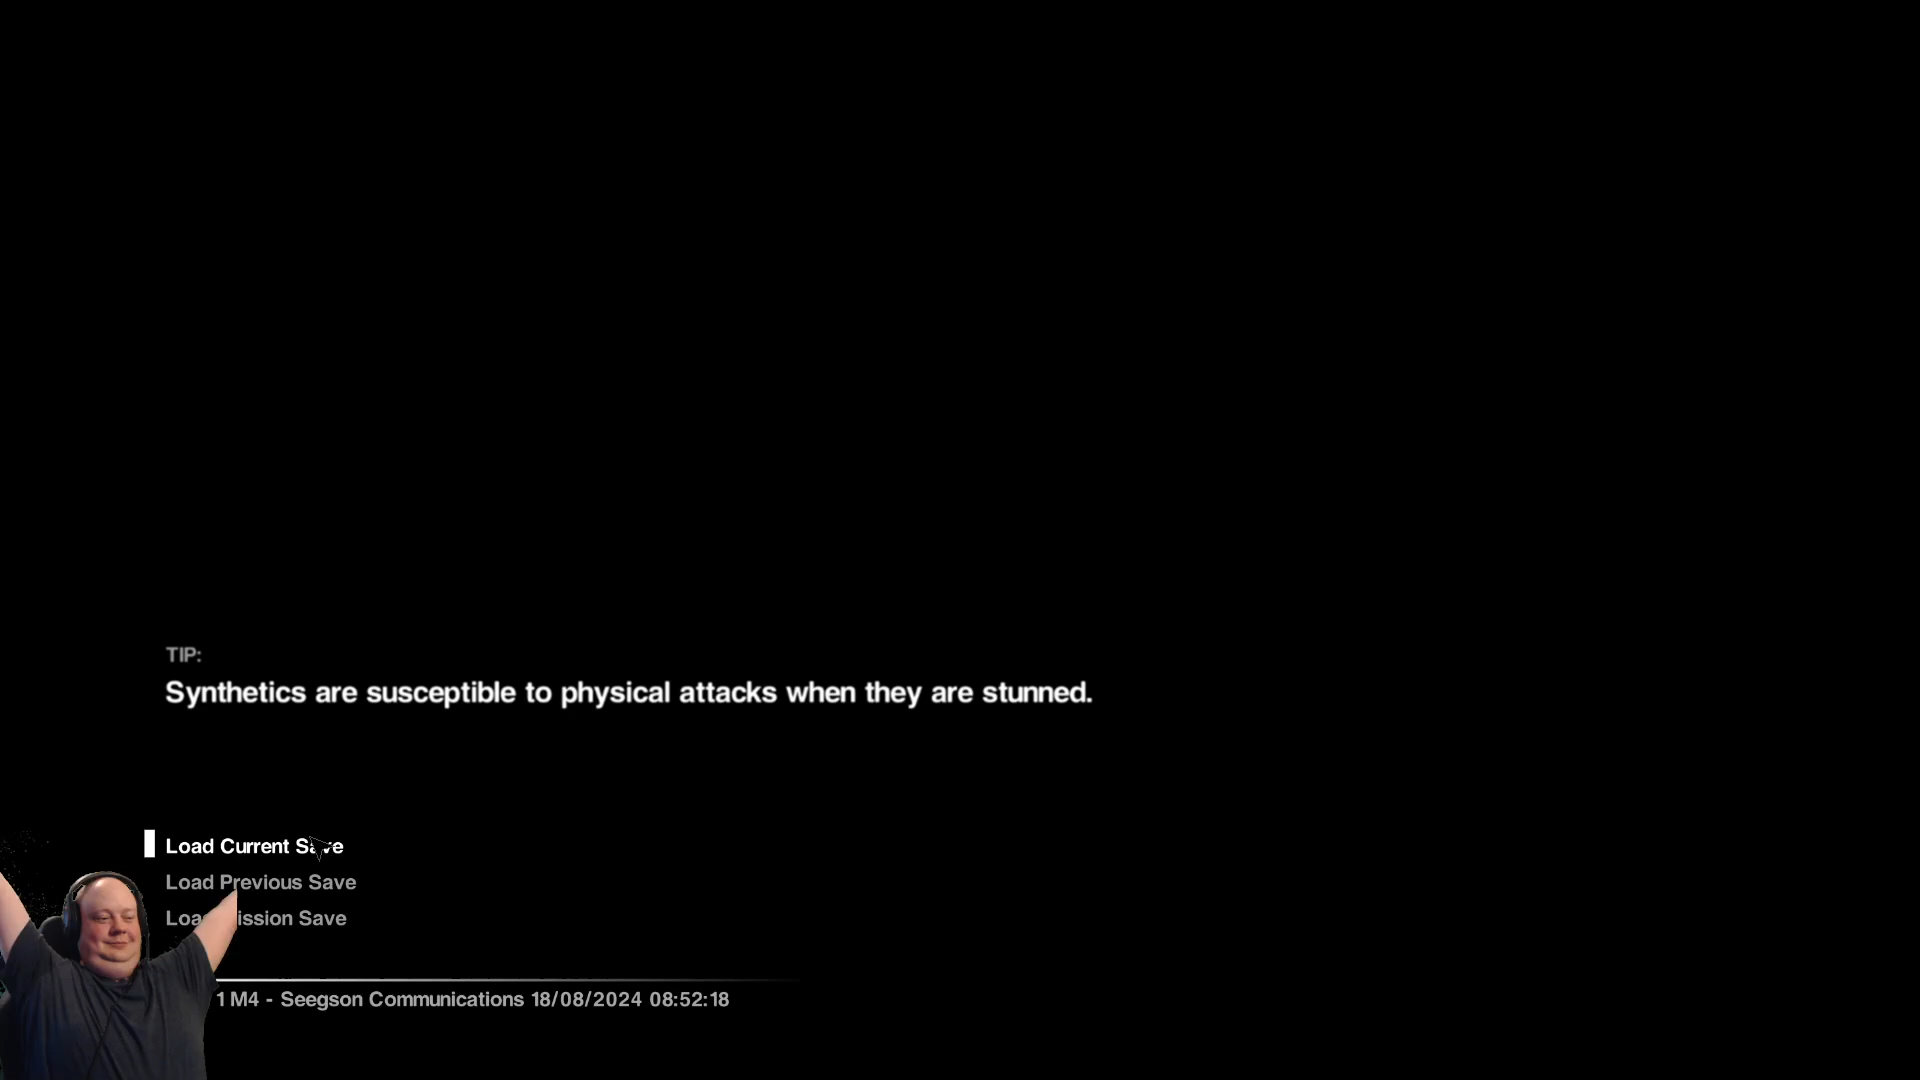 TIP:
Synthetics are susceptible to physical attacks when they are stunned.
Load Current Save
Load Previous Save
Loa ission Save
1 M4 - Seegson Communications 18/08/2024 08:52:18